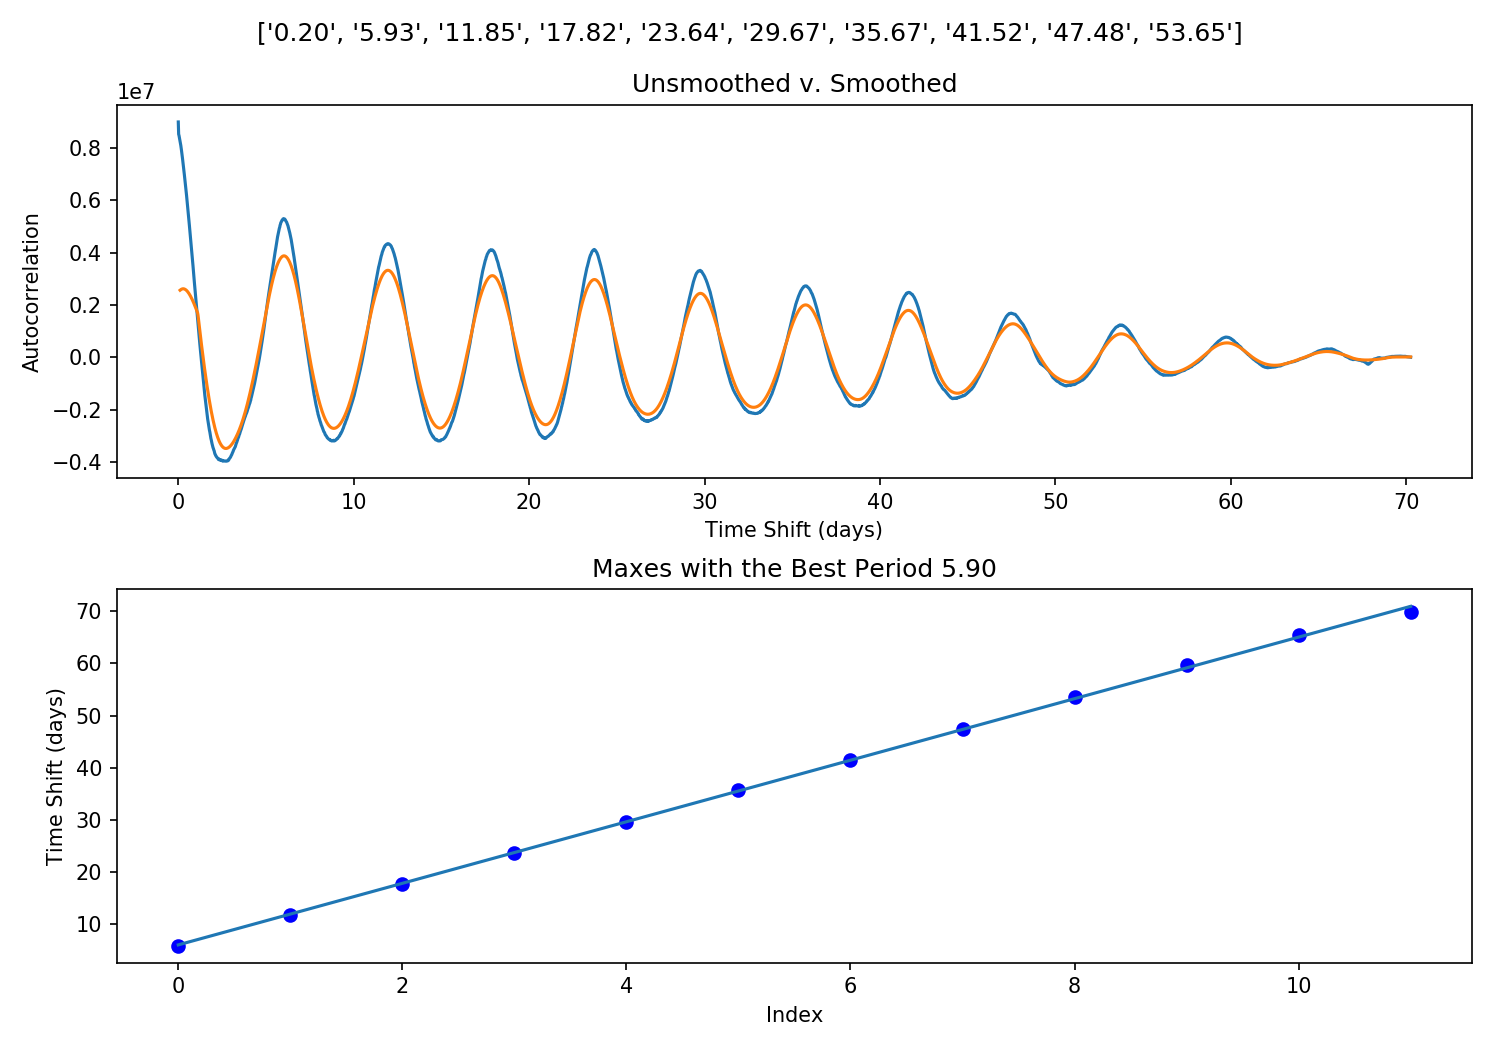 ['0.20', '5.93', '11.85', '17.82', '23.64', '29.67', '35.67', '41.52', '47.48', '53.65']
Unsmoothed v. Smoothed
1e7
0.8
0.6
0.4
0.2
0.0
−0.2
−0.4
Autocorrelation
0 10 20 30 40 50 60 70
Time Shift (days)
Maxes with the Best Period 5.90
70
60
50
40
30
20
10
Time Shift (days)
0 2 4 6 8 10
Index